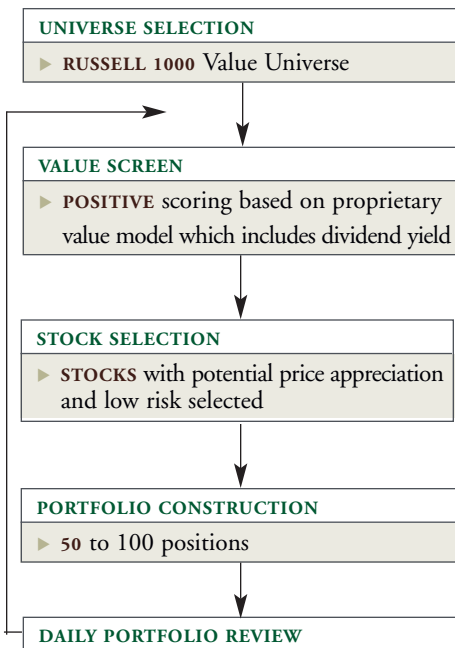 UNIVERSE SELECTION
▶ RUSSELL 1000 Value Universe
VALUE SCREEN
▶ POSITIVE scoring based on proprietary
value model which includes dividend yield
STOCK SELECTION
▶ STOCKS with potential price appreciation
and low risk selected
PORTFOLIO CONSTRUCTION
▶ 50 to 100 positions
DAILY PORTFOLIO REVIEW